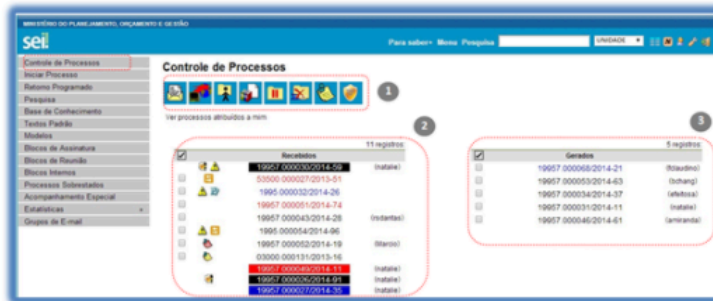 MINISTÉRIO DO PLANEJAMENTO, ORÇAMENTO E GESTÃO
sei!
Para saber+ Menu Pesquisa
UNIDADE
Controle de Processos
Iniciar Processo
Retorno Programado
Pesquisa
Base de Conhecimento
Textos Padrão
Modelos
Blocos de Assinatura
Blocos de Reunião
Blocos Internos
Processos Sobrestados
Acompanhamento Especial
Estatísticas
Grupos de E-mail
Controle de Processos
1
Ver processos atribuídos a mim
2
11 registros:
Recebidos
19957.000030/2014-59 (natalie)
53500.000027/2013-51
1995.000032/2014-26
19957.000051/2014-74
19957.000043/2014-28 (rodantes)
1995.000054/2014-96
19957.000052/2014-19
03000.000131/2013-16
19957.000049/2014-11 (natalie)
19957.000026/2014-91 (natalie)
19957.000027/2014-35 (natalie)
3
5 registros:
Gerados
19957.000068/2014-21 (fclaudino)
19957.000053/2014-63 (tchang)
19957.000034/2014-37 (efeitosa)
19957.000031/2014-11 (natalie)
19957.000046/2014-61 (amiranda)